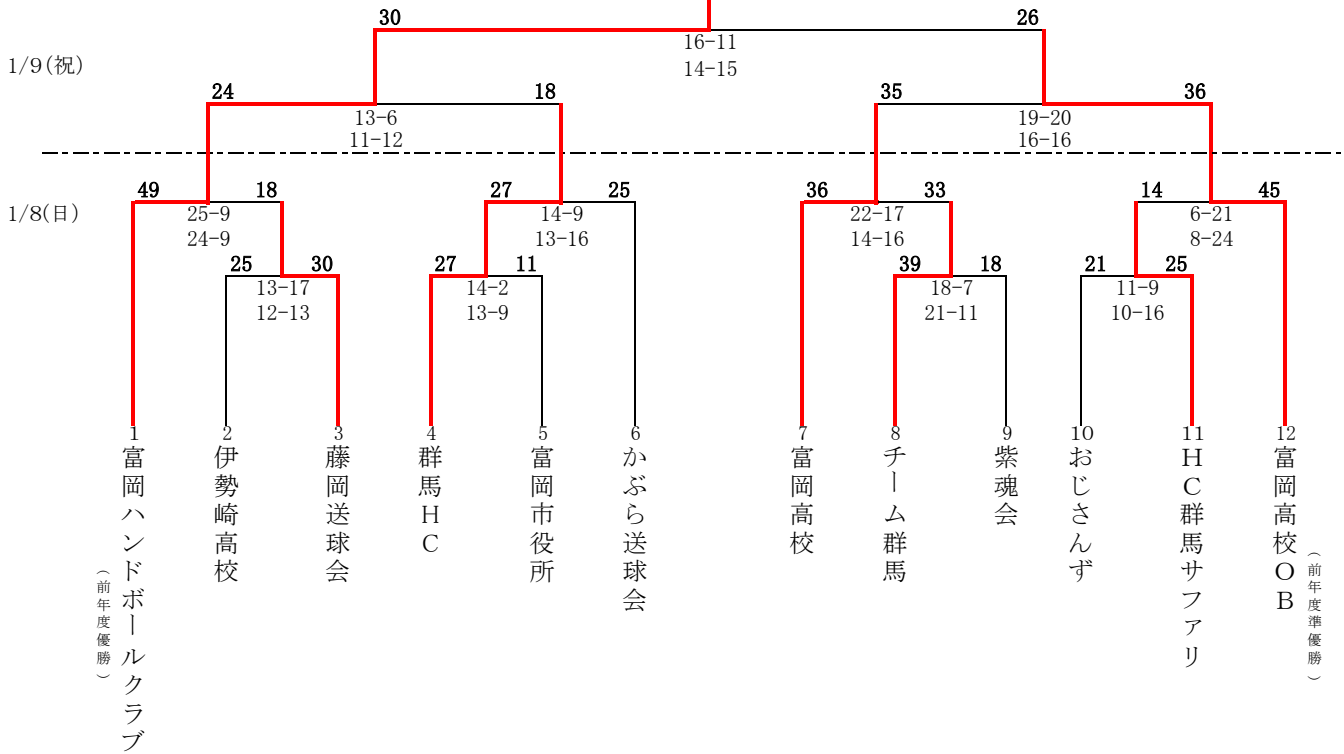 30 26
16-11
14-15
1/9(祝)
24 18 35 36
13-6 19-20
11-12 16-16
1/8(日)
49 18 27 25 36 33 14 45
25-9 14-9 22-17 6-21
24-9 13-16 14-16 8-24
25 30 27 11 39 18 21 25
13-17 14-2 18-7 11-9
12-13 13-9 21-11 10-16
1 富岡ハンドボールクラブ
(前年度優勝)
2 伊勢崎高校
3 藤岡送球会
4 群馬HC
5 富岡市役所
6 かぶら送球会
7 富岡高校
8 チーム群馬
9 紫魂会
10 おじさんず
11 HC群馬サファリ
12 富岡高校OB
(前年度準優勝)